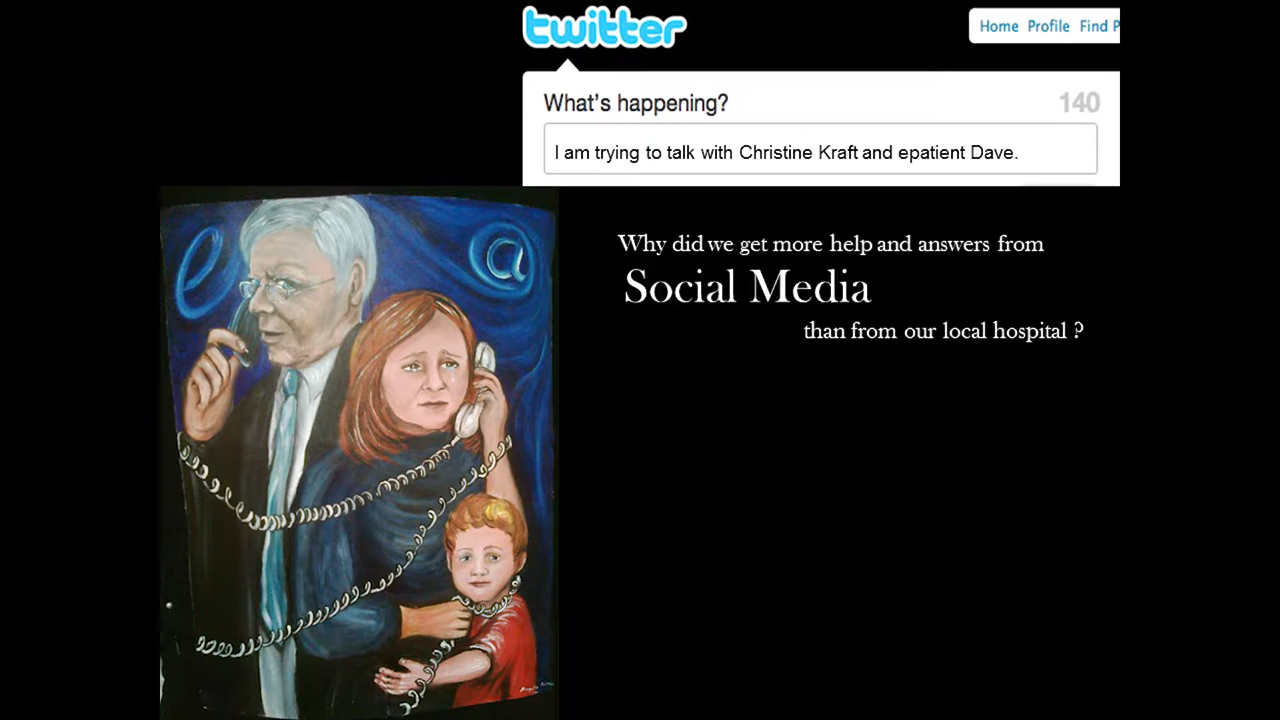 twitter
Home Profile Find P
What's happening? 140
I am trying to talk with Christine Kraft and epatient Dave.
e @
Why did we get more help and answers from
Social Media
than from our local hospital ?